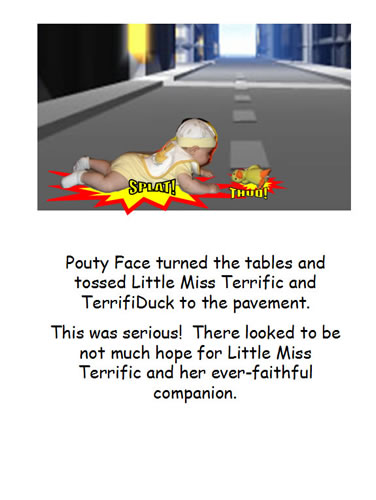 SPLAT!
THUD!
Pouty Face turned the tables and
tossed Little Miss Terrific and
TerrifiDuck to the pavement.
This was serious!  There looked to be
not much hope for Little Miss
Terrific and her ever-faithful
companion.